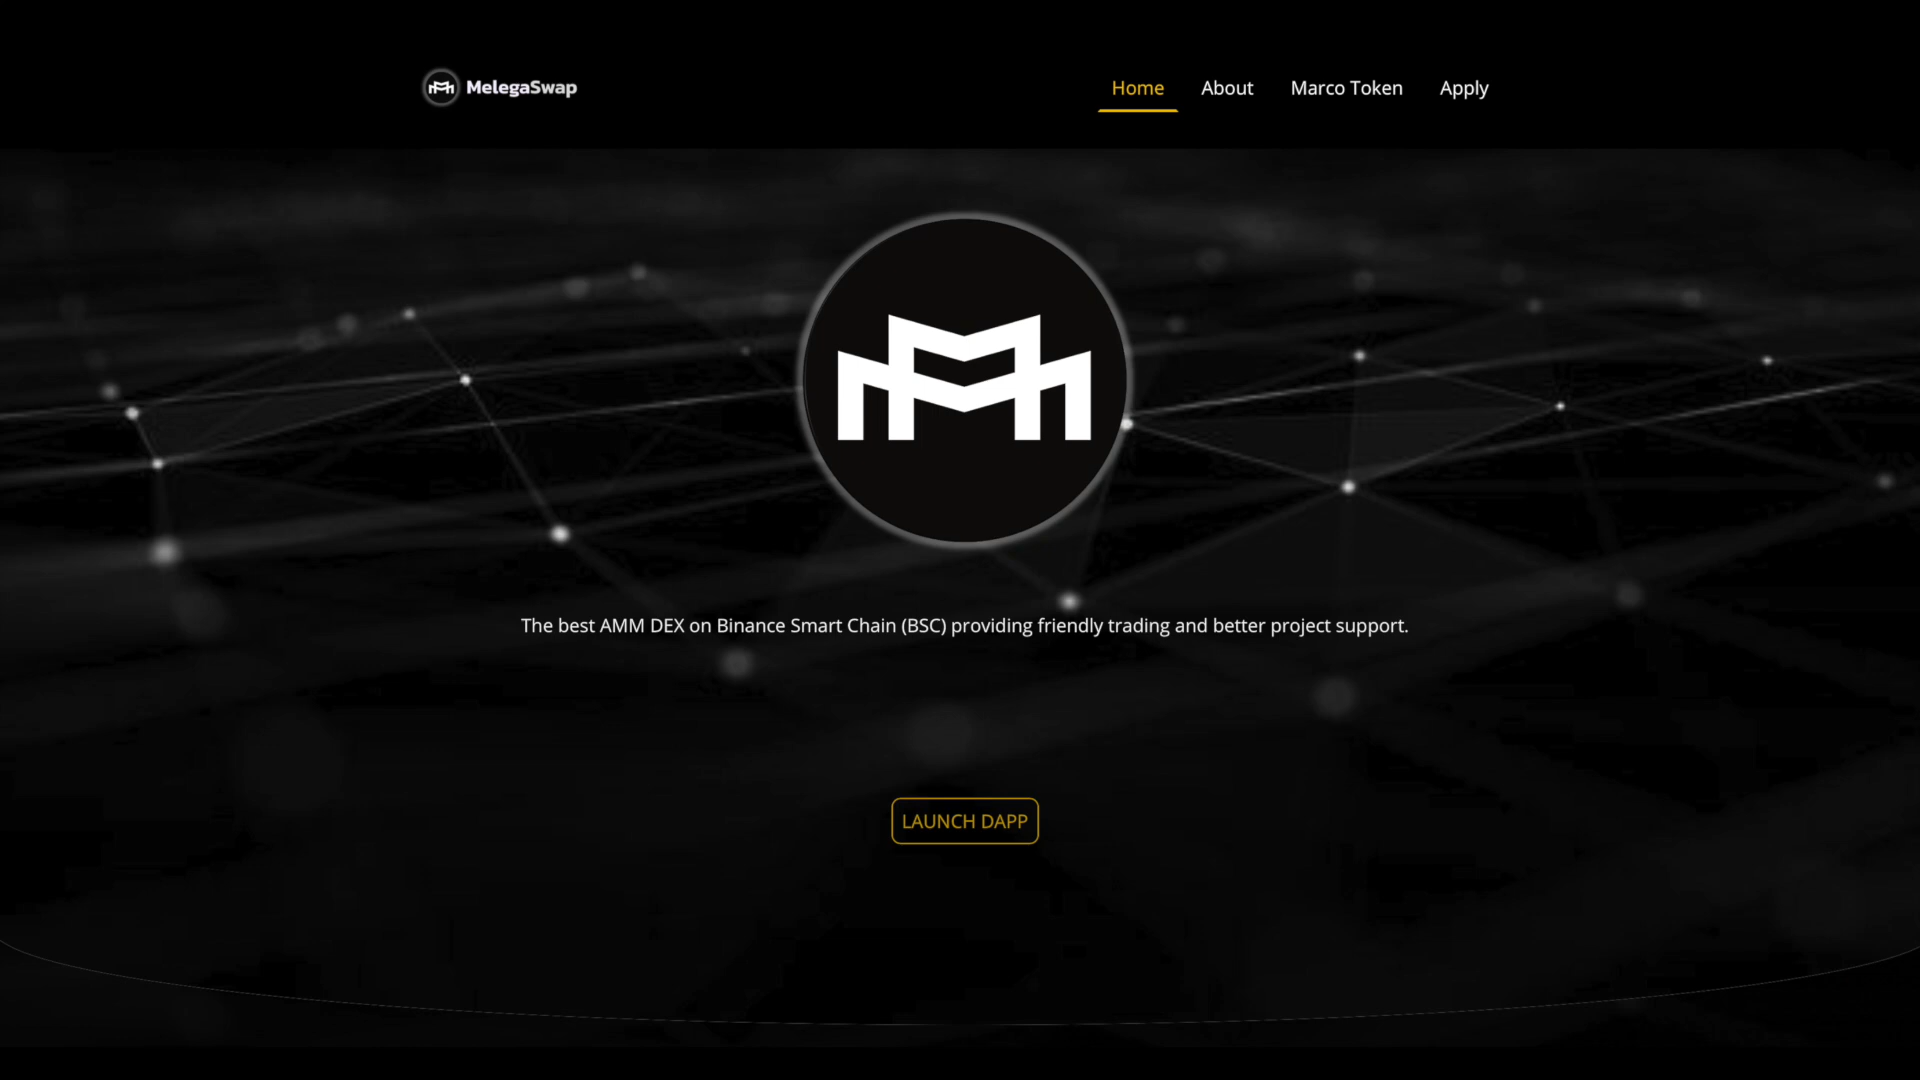 MelegaSwap
Home About Marco Token Apply
The best AMM DEX on Binance Smart Chain (BSC) providing friendly trading and better project support.
LAUNCH DAPP